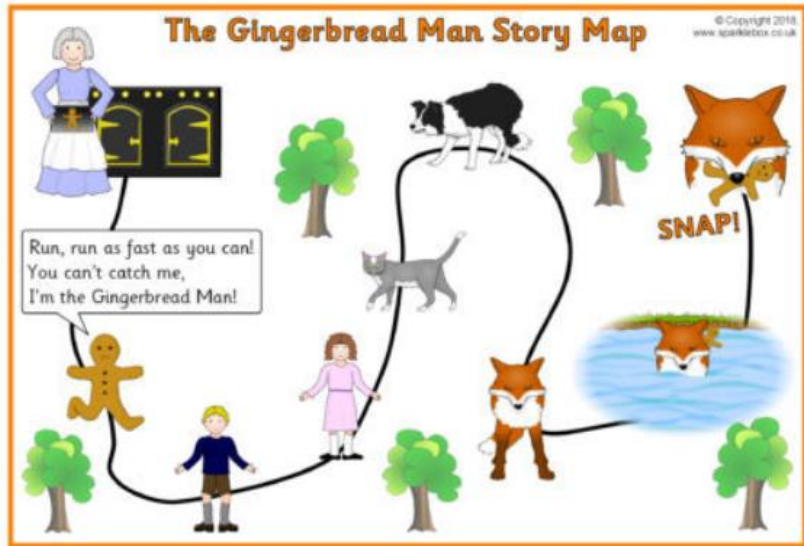 The Gingerbread Man Story Map
© Copyright 2018,
www.sparklebox.co.uk
Run, run as fast as you can!
You can't catch me,
I'm the Gingerbread Man!
SNAP!